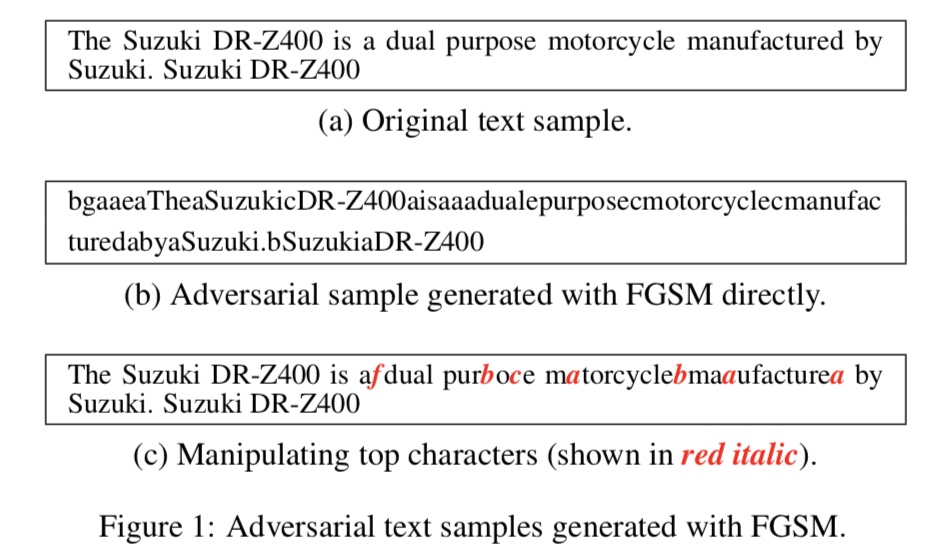 The Suzuki DR-Z400 is a dual purpose motorcycle manufactured by
Suzuki. Suzuki DR-Z400
(a) Original text sample.
bgaaeaTheaSuzukicDR-Z400aisaaadualepurposecmotorcyclecmanufac
turedabyaSuzuki.bSuzukiaDR-Z400
(b) Adversarial sample generated with FGSM directly.
The Suzuki DR-Z400 is afdual purboce matorcyclebmaaufacturea by
Suzuki. Suzuki DR-Z400
(c) Manipulating top characters (shown in red italic).
Figure 1: Adversarial text samples generated with FGSM.